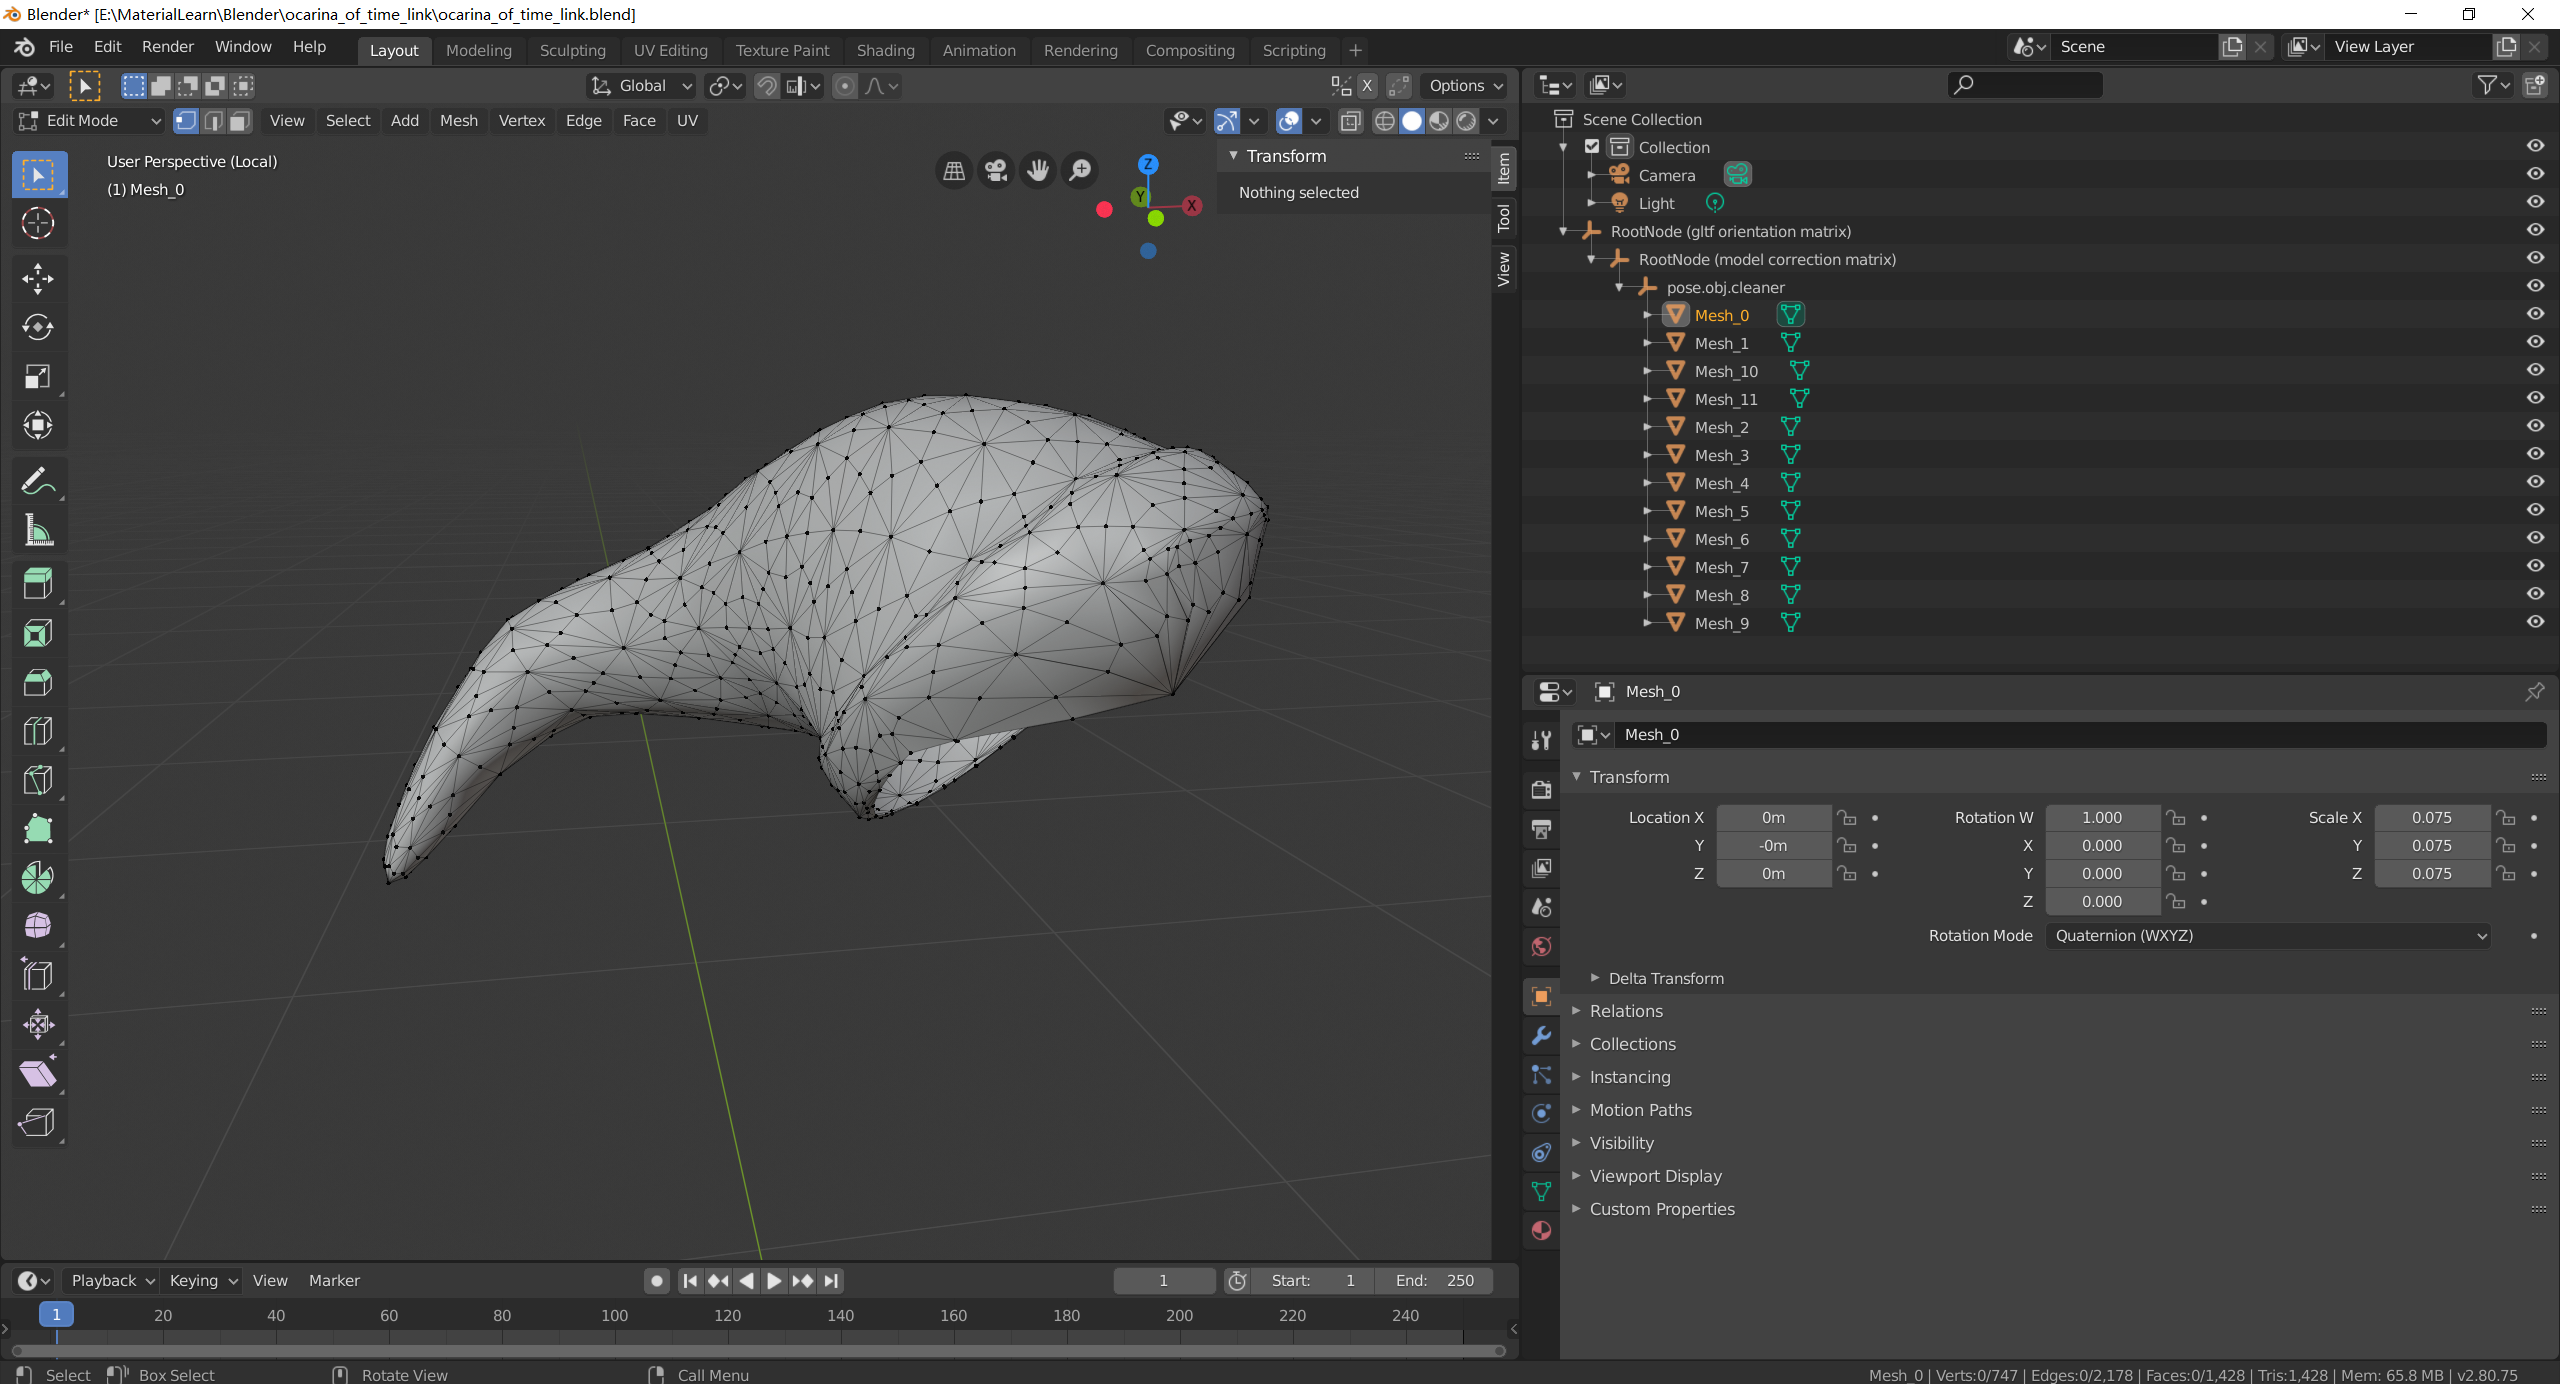 Blender* [E:\MaterialLearn\Blender\ocarina_of_time_link\ocarina_of_time_link.blend]
File Edit Render Window Help Layout Modeling Sculpting UV Editing Texture Paint Shading Animation Rendering Compositing Scripting + Scene View Layer
Global X Options
Edit Mode View Select Add Mesh Vertex Edge Face UV
User Perspective (Local)
(1) Mesh_0
Z
Y
X
Transform
Nothing selected
Item
Tool
View
Scene Collection
Collection
Camera
Light
RootNode (gltf orientation matrix)
RootNode (model correction matrix)
pose.obj.cleaner
Mesh_0
Mesh_1
Mesh_10
Mesh_11
Mesh_2
Mesh_3
Mesh_4
Mesh_5
Mesh_6
Mesh_7
Mesh_8
Mesh_9
Mesh_0
Mesh_0
Transform
Location X 0m Rotation W 1.000 Scale X 0.075
Y -0m X 0.000 Y 0.075
Z 0m Y 0.000 Z 0.075
Z 0.000
Rotation Mode Quaternion (WXYZ)
Delta Transform
Relations
Collections
Instancing
Motion Paths
Visibility
Viewport Display
Custom Properties
Playback Keying View Marker 1 Start: 1 End: 250
1 20 40 60 80 100 120 140 160 180 200 220 240
Select Box Select Rotate View Call Menu Mesh_0 | Verts:0/747 | Edges:0/2,178 | Faces:0/1,428 | Tris:1,428 | Mem: 65.8 MB | v2.80.75